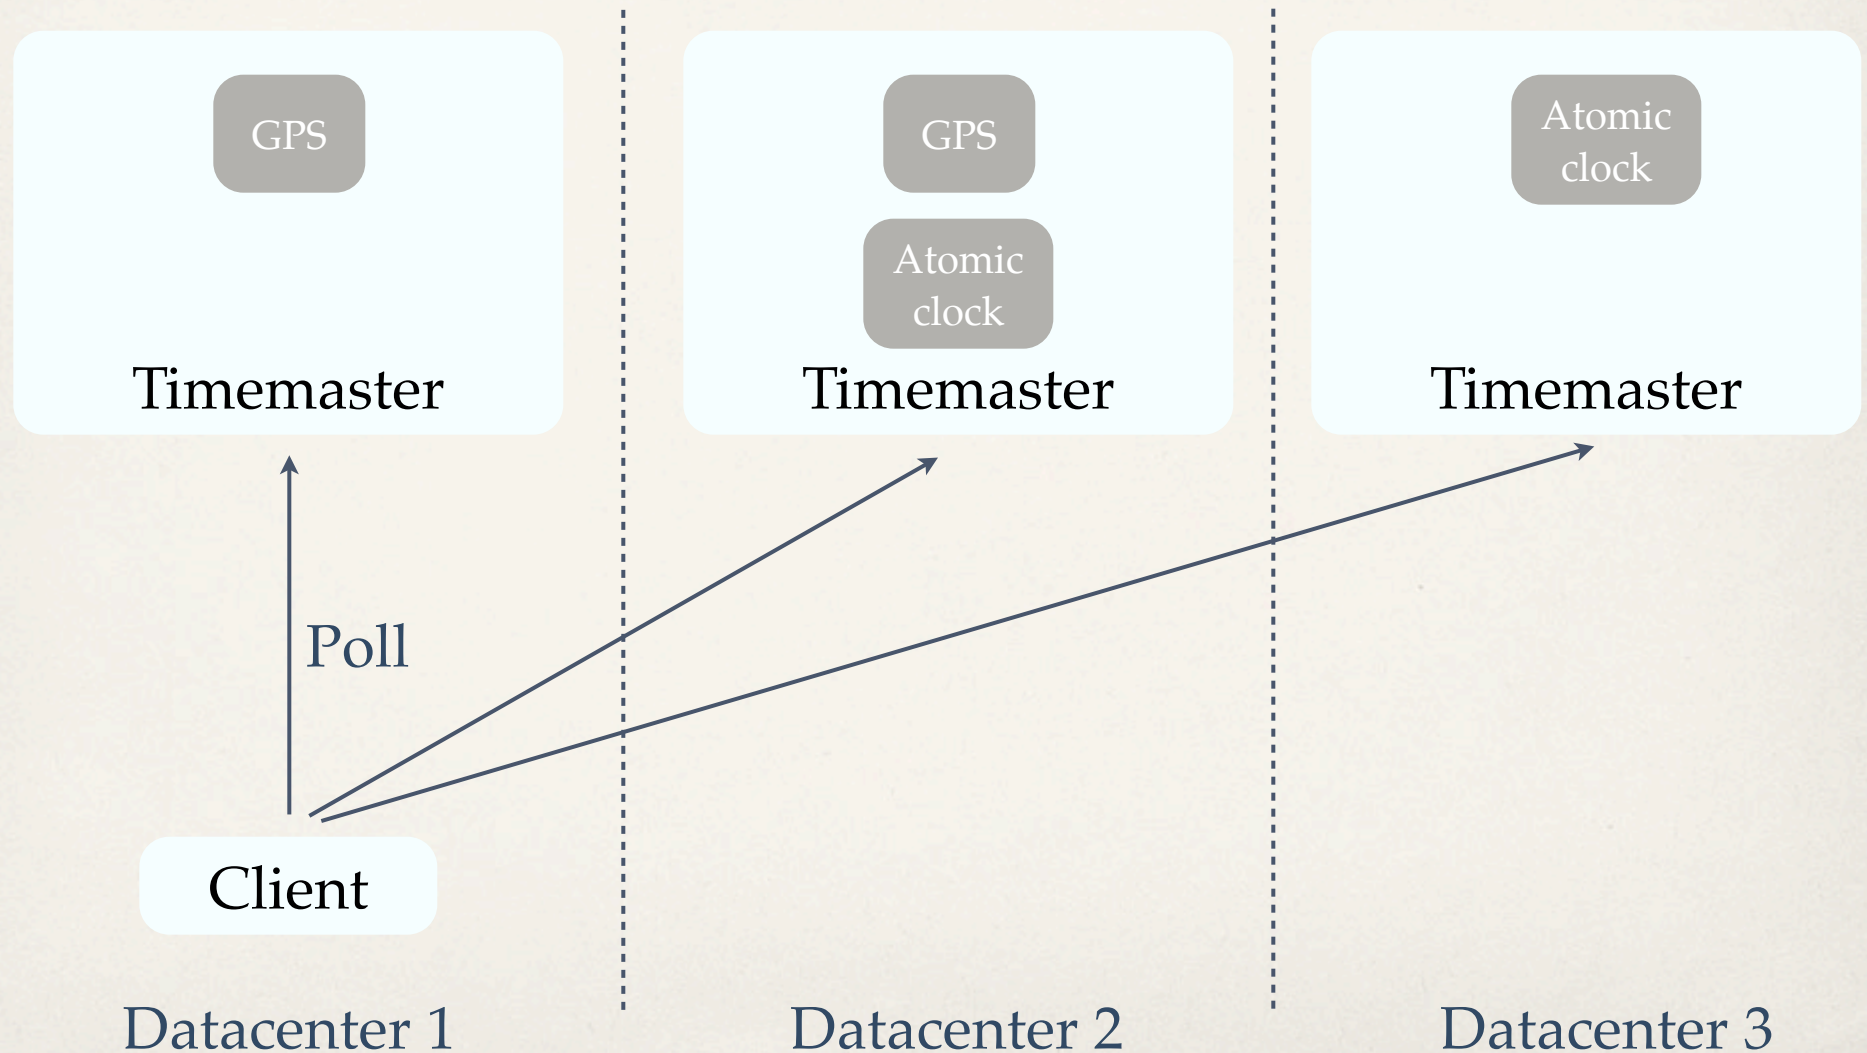 GPS
Timemaster
GPS
Atomic
clock
Timemaster
Atomic
clock
Timemaster
Poll
Client
Datacenter 1
Datacenter 2
Datacenter 3